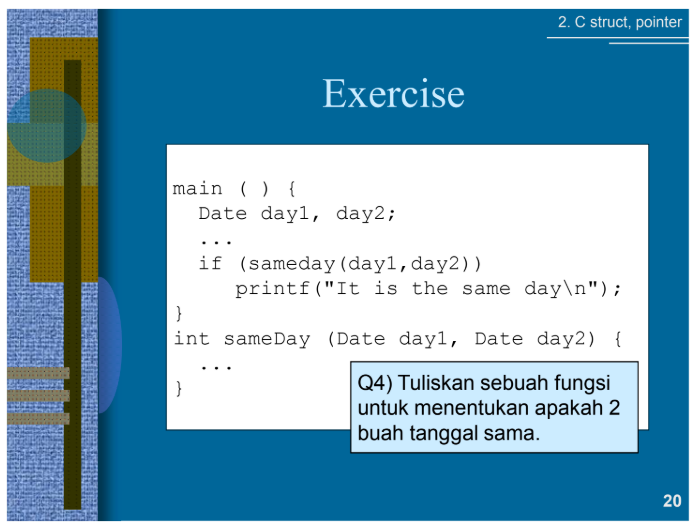 2. C struct, pointer
Exercise
main ( ) {
  Date day1, day2;
  ...
  if (sameday(day1,day2))
     printf("It is the same day\n");
}
int sameDay (Date day1, Date day2) {
  ...
}
Q4) Tuliskan sebuah fungsi
untuk menentukan apakah 2
buah tanggal sama.
20